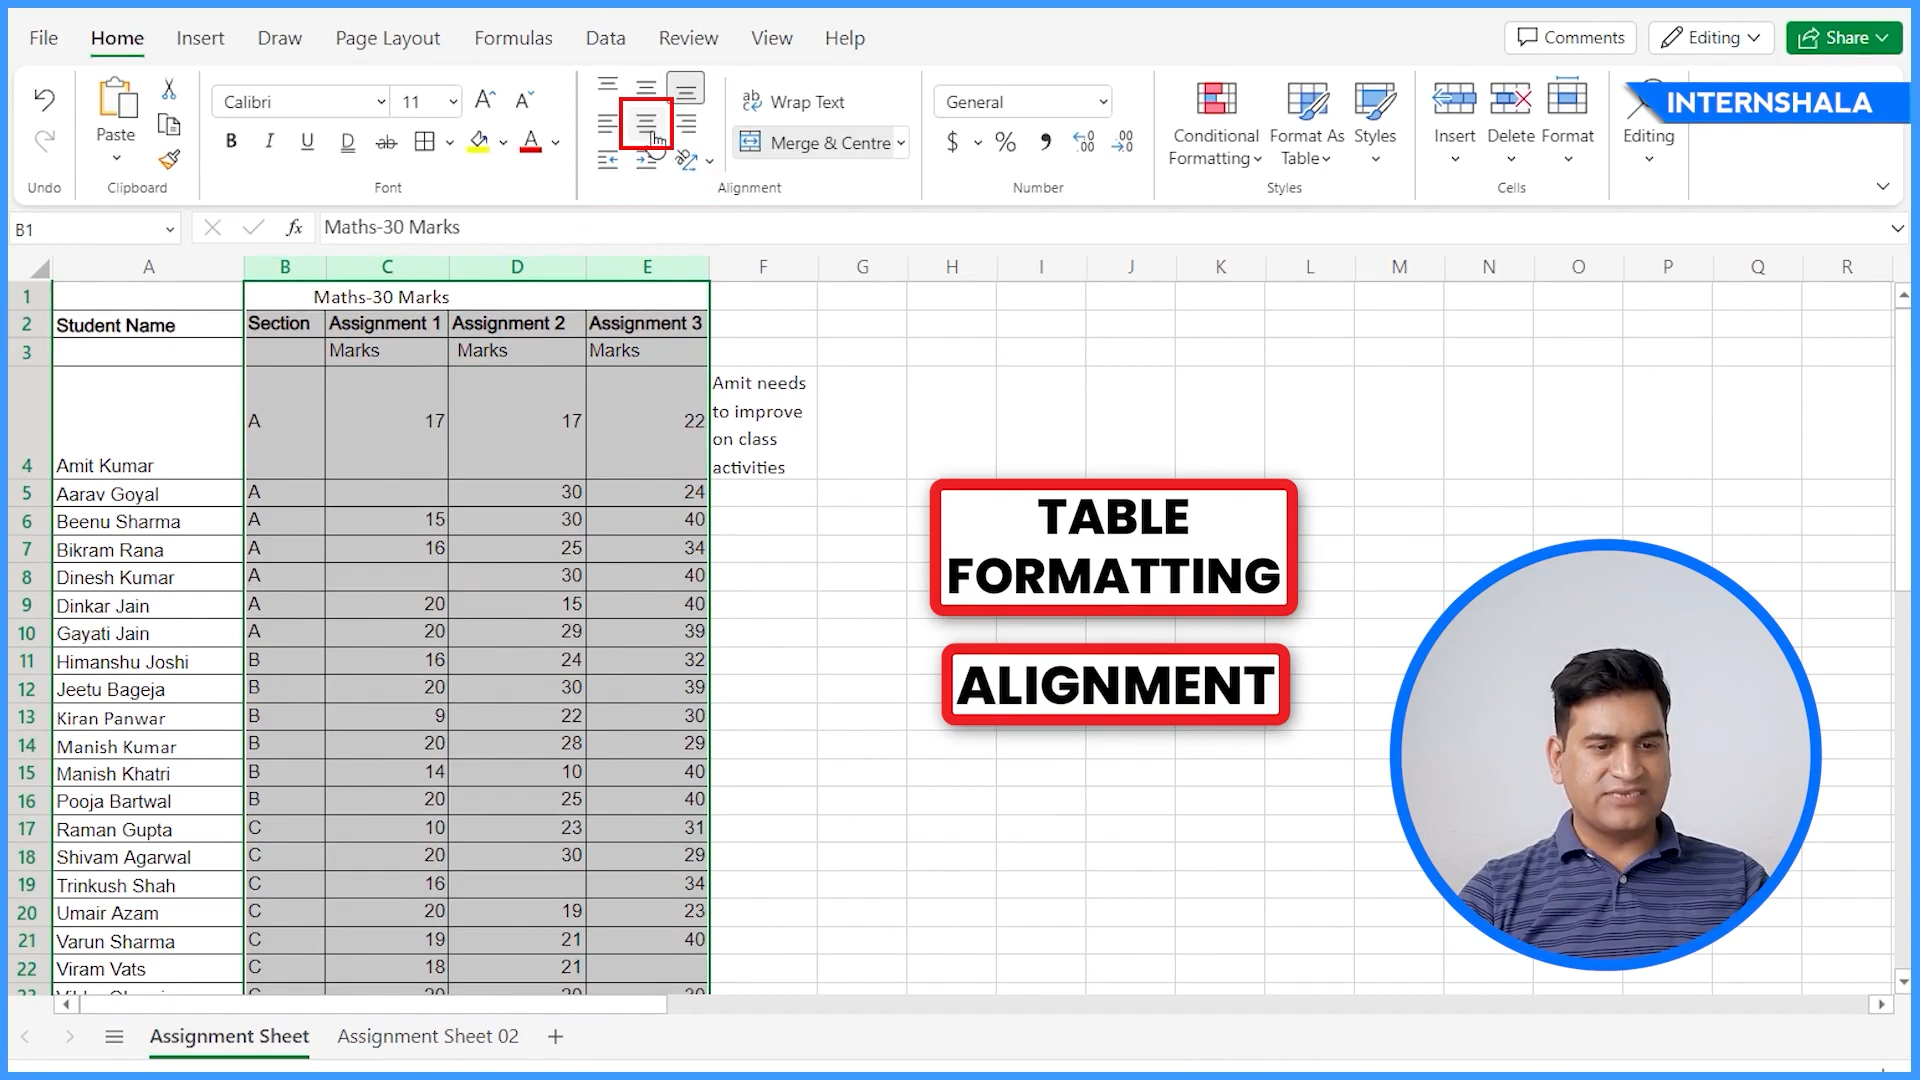 File Home Insert Draw Page Layout Formulas Data Review View Help Comments Editing Share
INTERNSHALA
Calibri 11 ab Wrap Text General
Paste B I U D ab A Merge & Centre $ % Conditional Formatting Format As Table Styles Insert Delete Format Editing
Undo Clipboard Font Alignment Number Styles Cells
B1 fx Maths-30 Marks
A B C D E F G H I J K L M N O P Q R
1 Maths-30 Marks
2 Student Name Section Assignment 1 Assignment 2 Assignment 3
3 Marks Marks Marks
4 Amit Kumar A 17 17 22 Amit needs to improve on class activities
5 Aarav Goyal A 30 24
6 Beenu Sharma A 15 30 40
7 Bikram Rana A 16 25 34
8 Dinesh Kumar A 30 40
9 Dinkar Jain A 20 15 40
10 Gayati Jain A 20 29 39
11 Himanshu Joshi B 16 24 32
12 Jeetu Bageja B 20 30 39
13 Kiran Panwar B 9 22 30
14 Manish Kumar B 20 28 29
15 Manish Khatri B 14 10 40
16 Pooja Bartwal B 20 25 40
17 Raman Gupta C 10 23 31
18 Shivam Agarwal C 20 30 29
19 Trinkush Shah C 16 34
20 Umair Azam C 20 19 23
21 Varun Sharma C 19 21 40
22 Viram Vats C 18 21
TABLE
FORMATTING
ALIGNMENT
Assignment Sheet Assignment Sheet 02